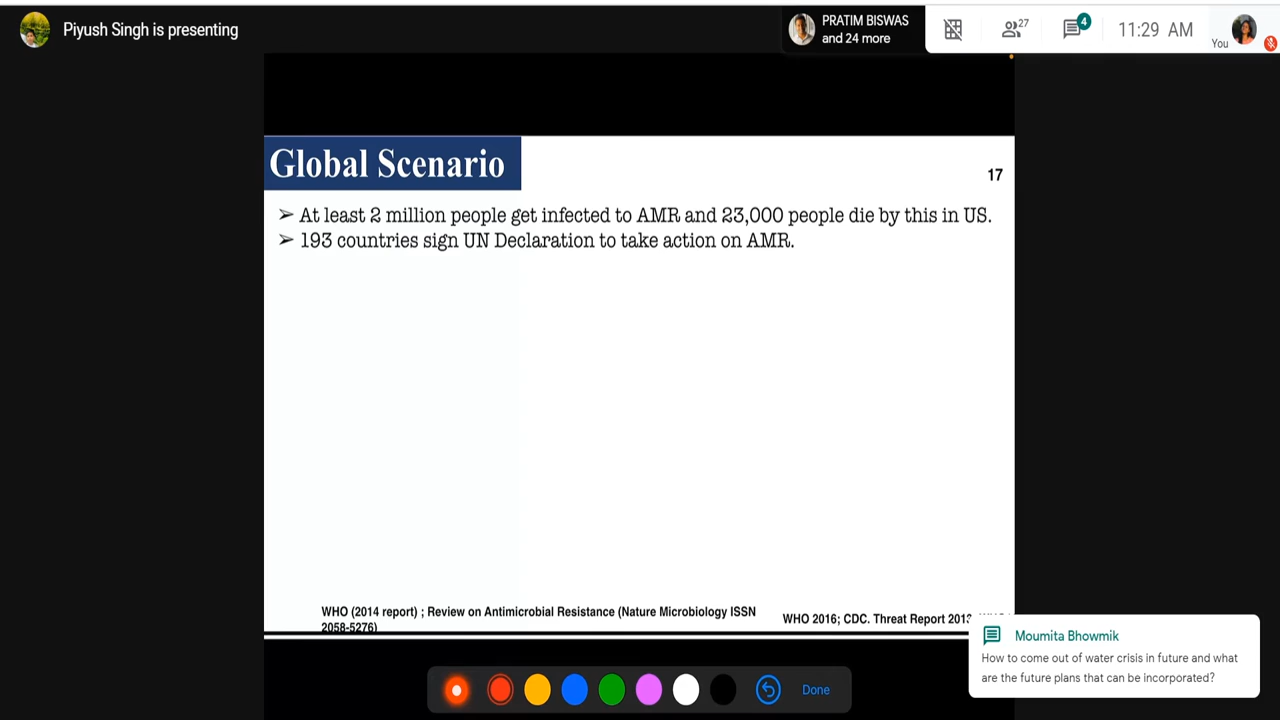 Piyush Singh is presenting
PRATIM BISWAS
and 24 more
27
4
11:29 AM
You
Global Scenario
17
➢ At least 2 million people get infected to AMR and 23,000 people die by this in US.
➢ 193 countries sign UN Declaration to take action on AMR.
WHO (2014 report) ; Review on Antimicrobial Resistance (Nature Microbiology ISSN
2058-5276)
WHO 2016; CDC. Threat Report 2013
Moumita Bhowmik
How to come out of water crisis in future and what
are the future plans that can be incorporated?
Done